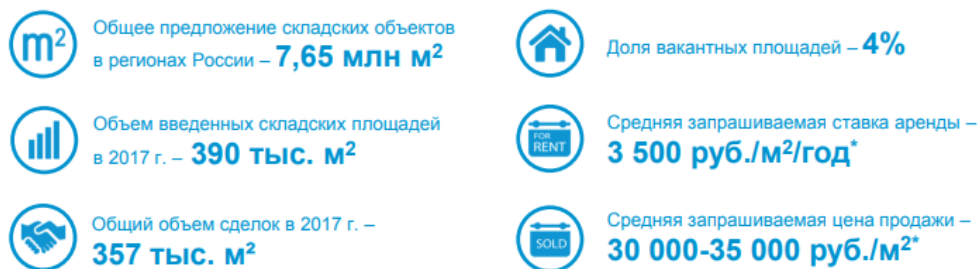 m²
Общее предложение складских объектов
в регионах России – 7,65 млн м²
Объем введенных складских площадей
в 2017 г. – 390 тыс. м²
Общий объем сделок в 2017 г. –
357 тыс. м²
Доля вакантных площадей – 4%
FOR
RENT
Средняя запрашиваемая ставка аренды –
3 500 руб./м²/год*
SOLD
Средняя запрашиваемая цена продажи –
30 000-35 000 руб./м²*